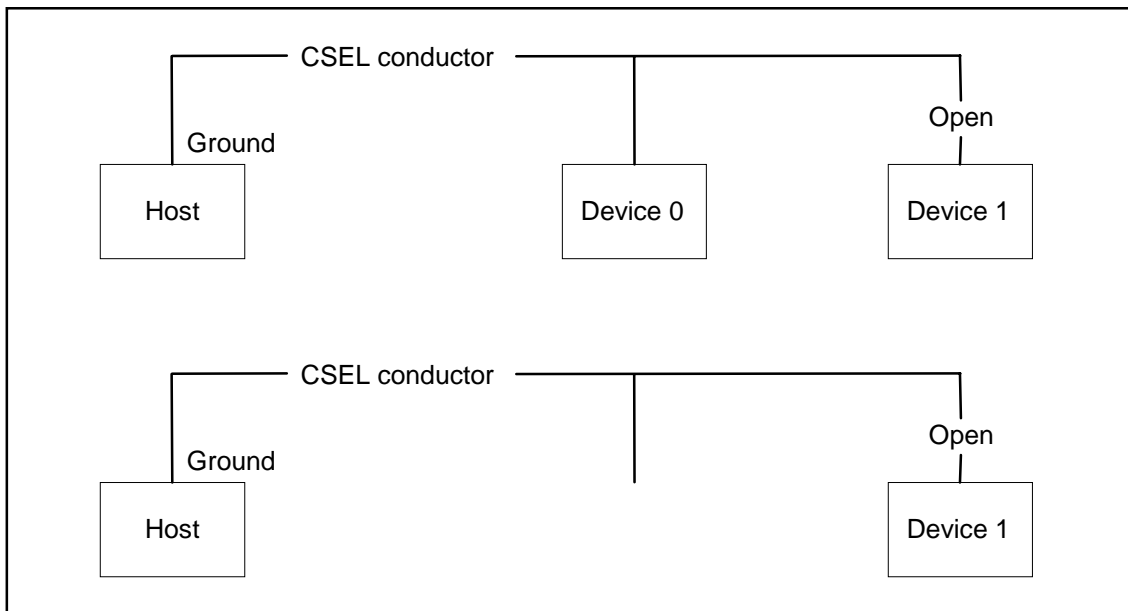 CSEL conductor
Open
Ground
Host
Device 0
Device 1
CSEL conductor
Open
Ground
Host
Device 1